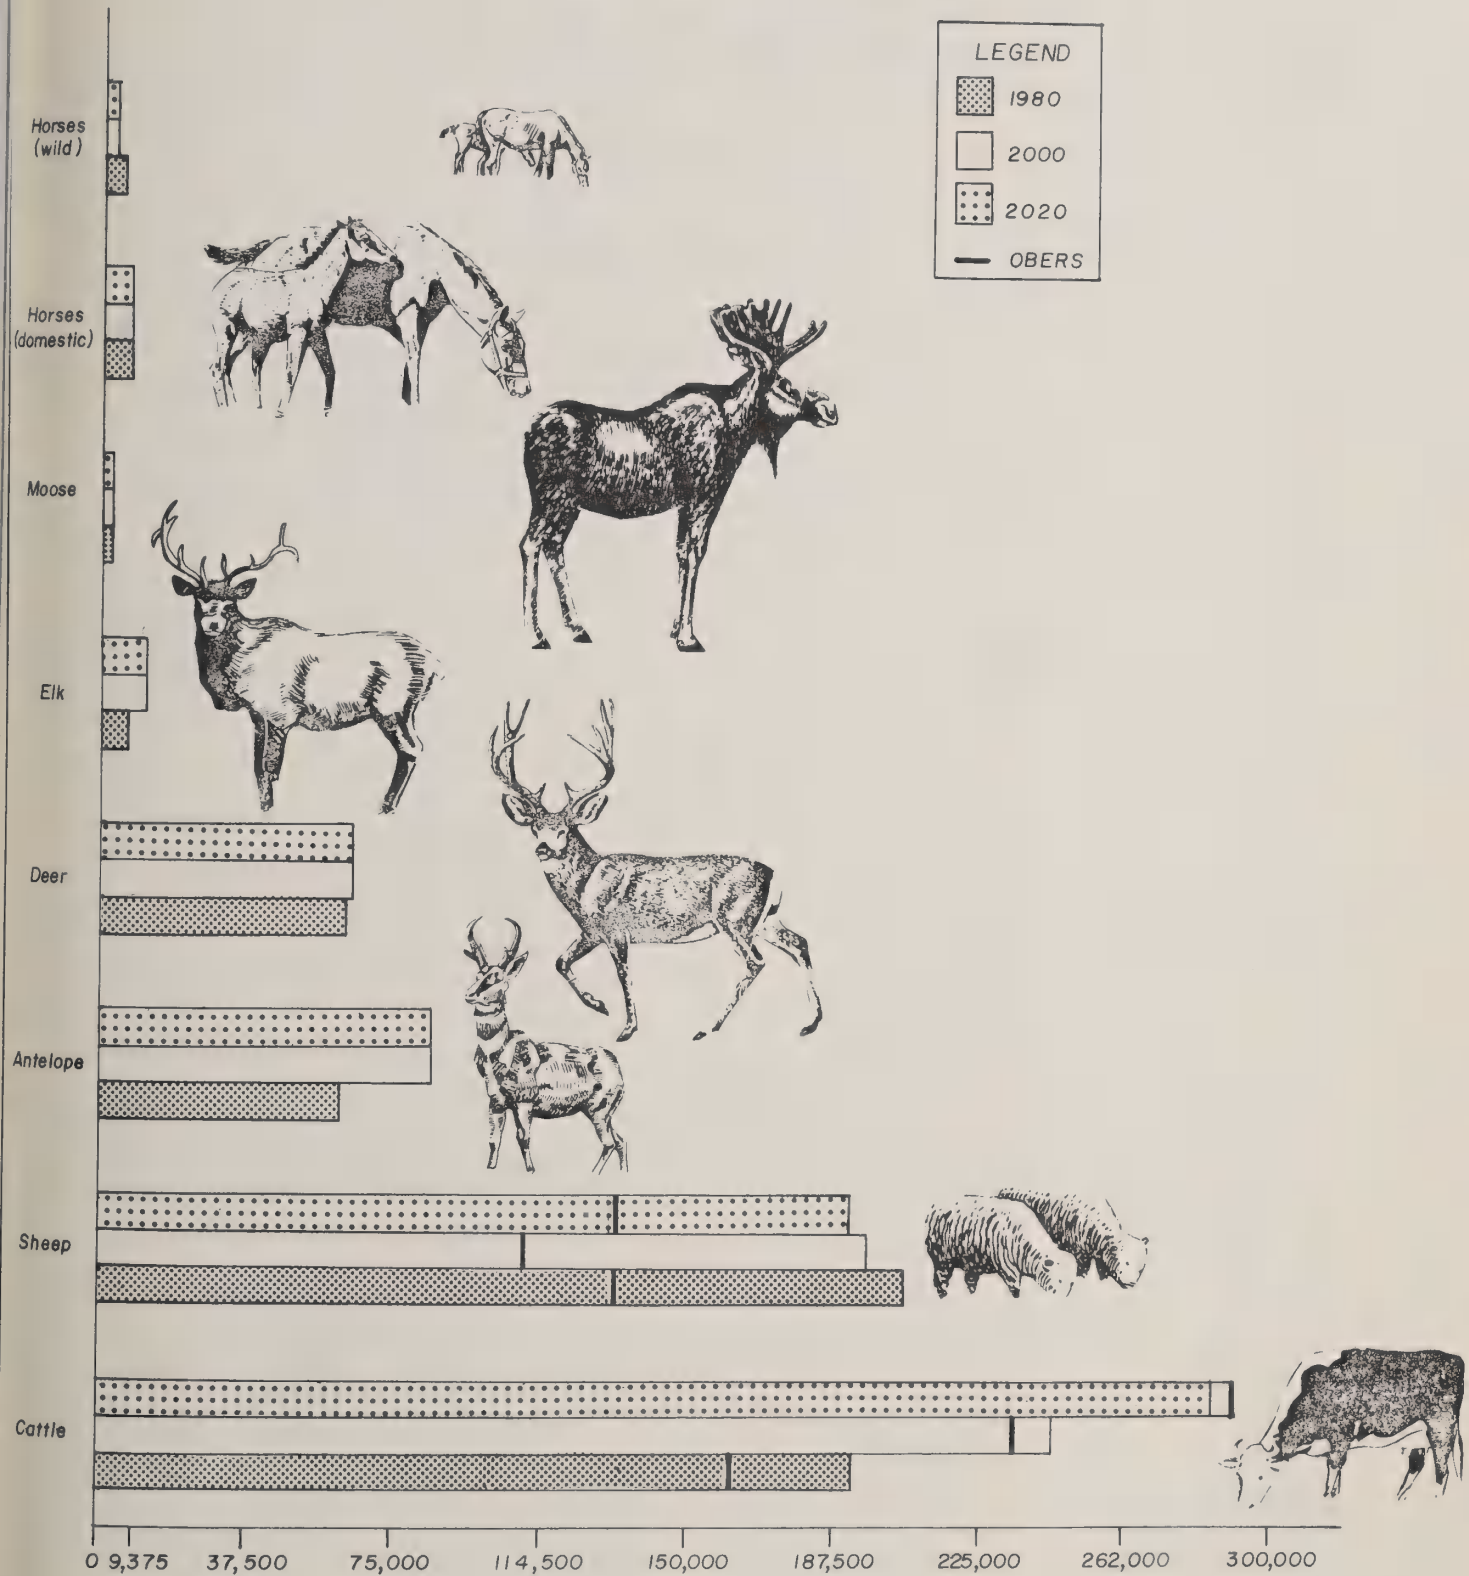 LEGEND
1980
2000
2020
OBERS
Horses
(wild)
Horses
(domestic)
Moose
Elk
Deer
Antelope
Sheep
Cattle
0 9,375 37,500 75,000 114,500 150,000 187,500 225,000 262,000 300,000